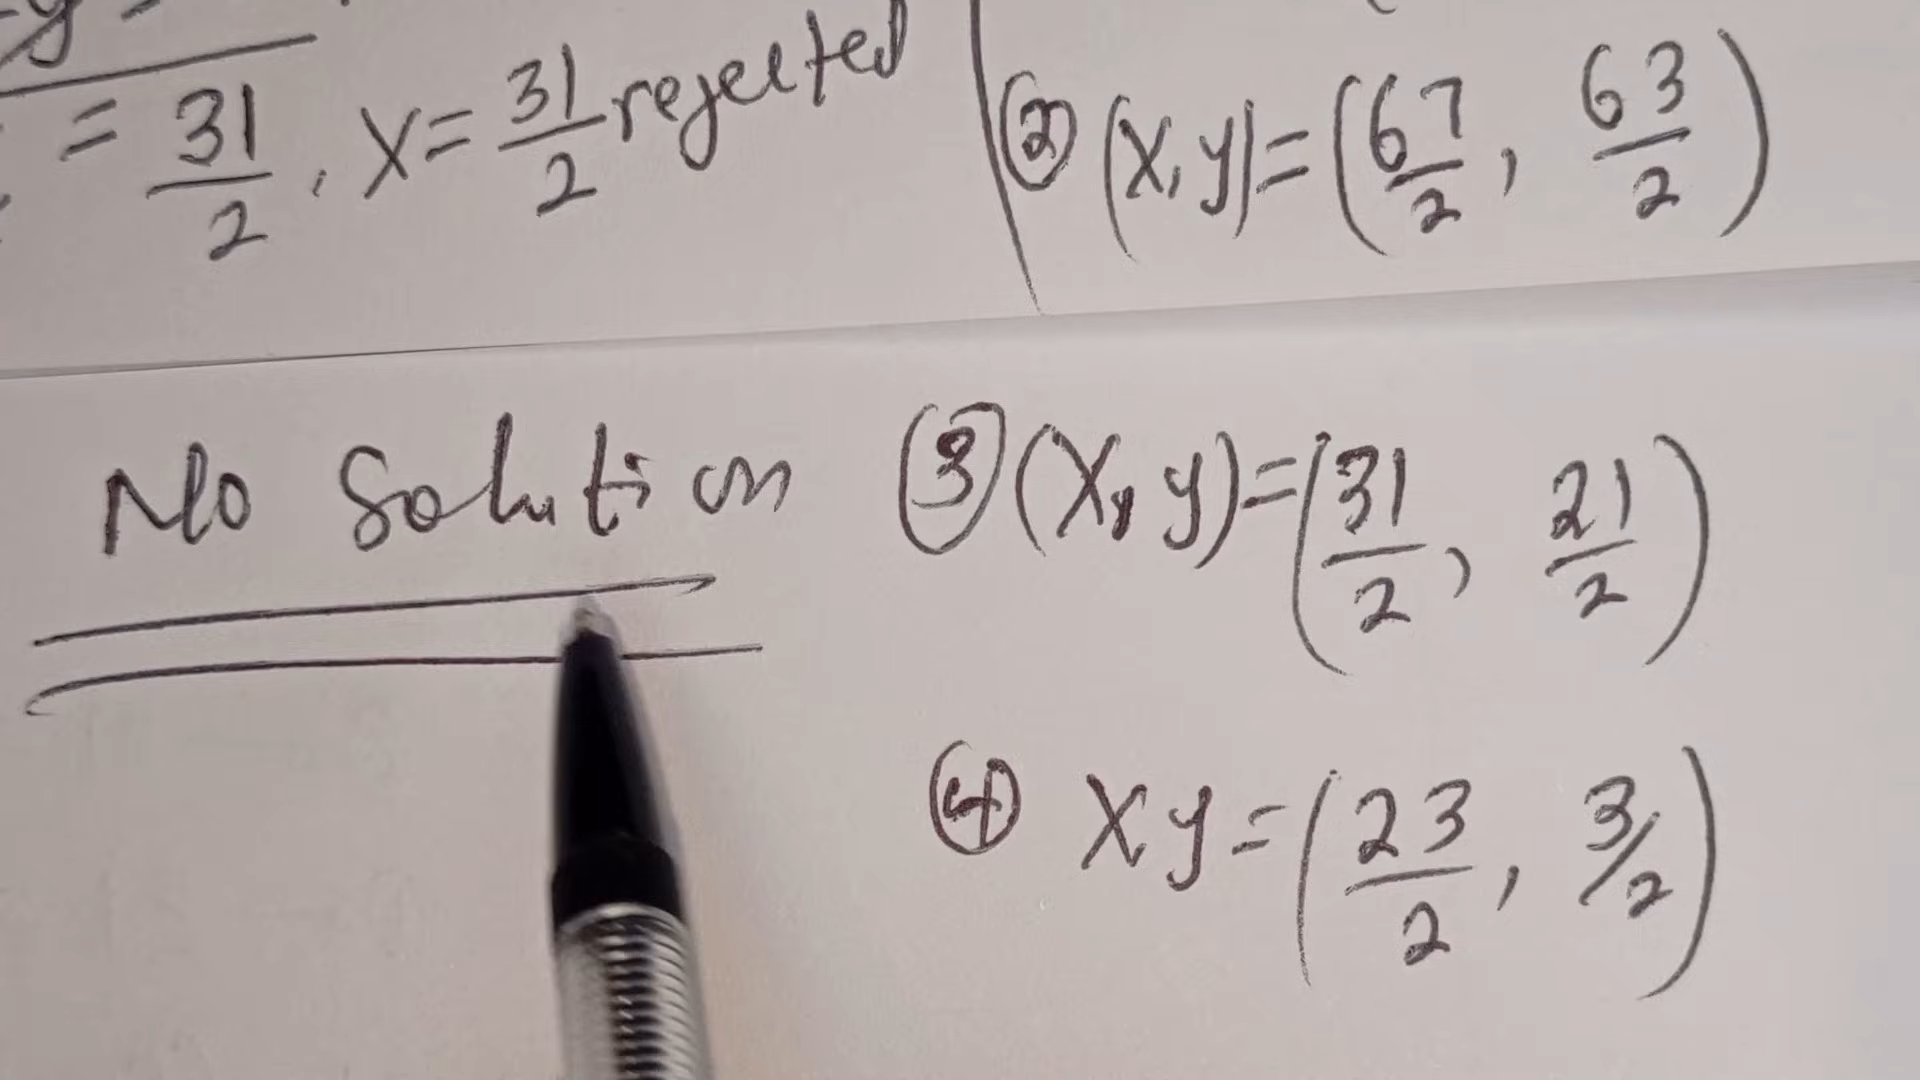 = 31/2 , x = 31/2 rejected
② (x, y) = (67/2, 63/2)
No Solution
③ (x, y) = (31/2, 21/2)
④ x y = (23/2, 3/2)